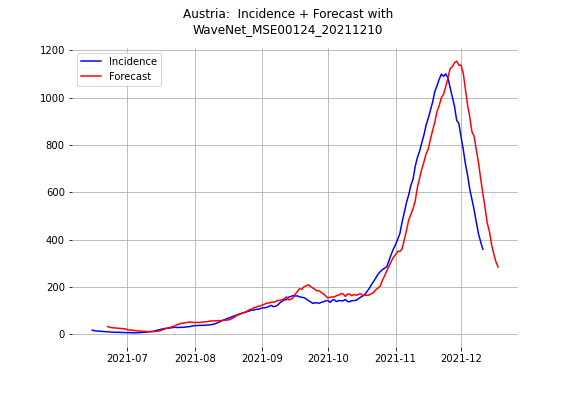 Austria:  Incidence + Forecast with
WaveNet_MSE00124_20211210
Incidence
Forecast
1200
1000
800
600
400
200
0
2021-07 2021-08 2021-09 2021-10 2021-11 2021-12